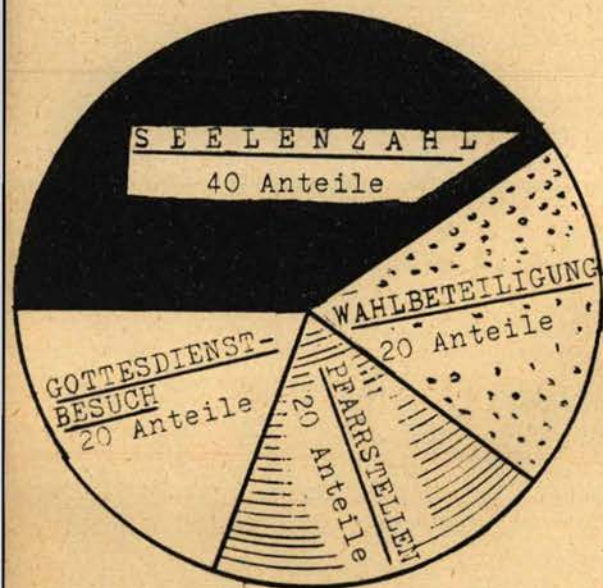 SEELENZAHL
40 Anteile
WAHLBETEILIGUNG
20 Anteile
GOTTESDIENST-
BESUCH
20 Anteile
PFARRSTELLEN
20 Anteile